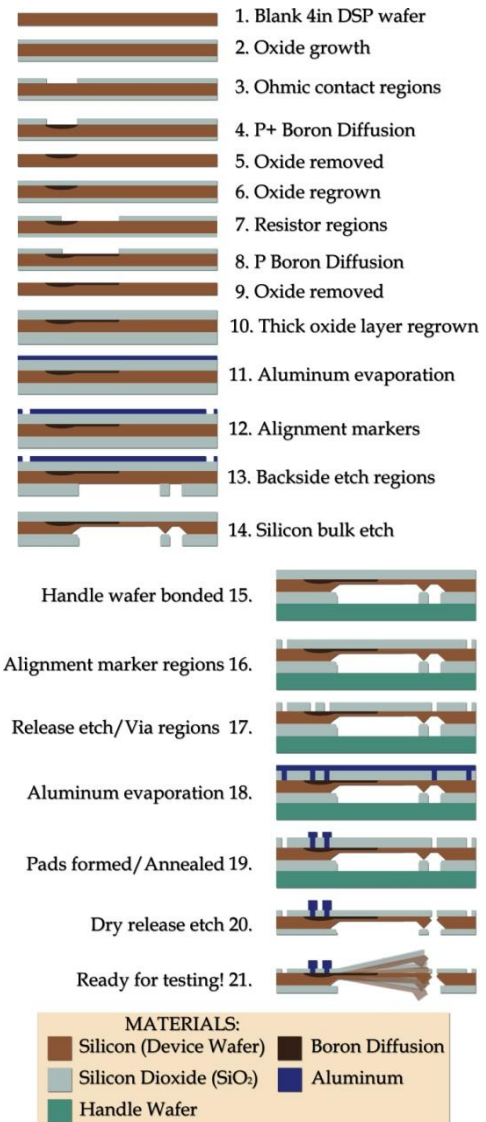 1. Blank 4in DSP wafer
2. Oxide growth
3. Ohmic contact regions
4. P+ Boron Diffusion
5. Oxide removed
6. Oxide regrown
7. Resistor regions
8. P Boron Diffusion
9. Oxide removed
10. Thick oxide layer regrown
11. Aluminum evaporation
12. Alignment markers
13. Backside etch regions
14. Silicon bulk etch
Handle wafer bonded 15.
Alignment marker regions 16.
Release etch/Via regions 17.
Aluminum evaporation 18.
Pads formed/Annealed 19.
Dry release etch 20.
Ready for testing! 21.
MATERIALS:
Silicon (Device Wafer) Boron Diffusion
Silicon Dioxide (SiO₂) Aluminum
Handle Wafer